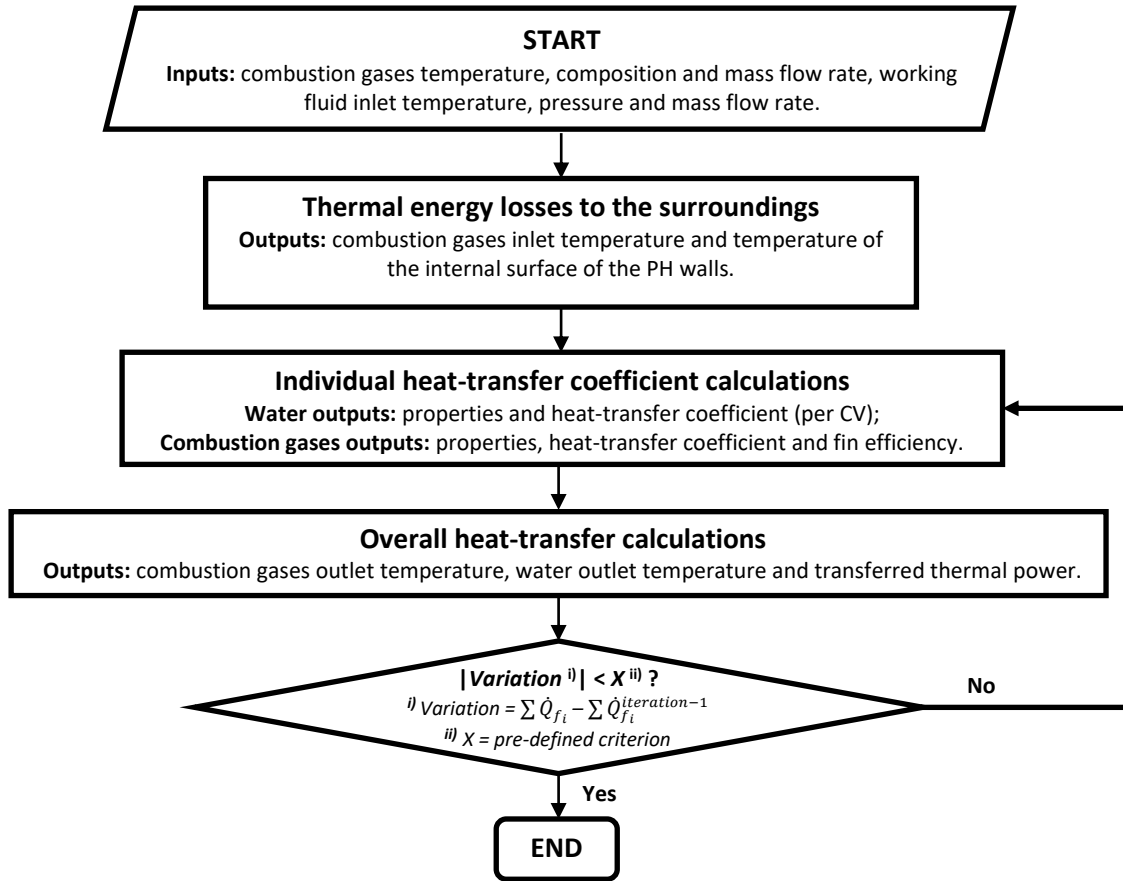 START
Inputs: combustion gases temperature, composition and mass flow rate, working
fluid inlet temperature, pressure and mass flow rate.
Thermal energy losses to the surroundings
Outputs: combustion gases inlet temperature and temperature of
the internal surface of the PH walls.
Individual heat-transfer coefficient calculations
Water outputs: properties and heat-transfer coefficient (per CV);
Combustion gases outputs: properties, heat-transfer coefficient and fin efficiency.
Overall heat-transfer calculations
Outputs: combustion gases outlet temperature, water outlet temperature and transferred thermal power.
|Variation ⁱ⁾| < X ⁱⁱ⁾ ?
ⁱ⁾ Variation = ∑ Q̇_{f_i} − ∑ Q̇_{f_i}^{iteration−1}
ⁱⁱ⁾ X = pre-defined criterion
No
Yes
END